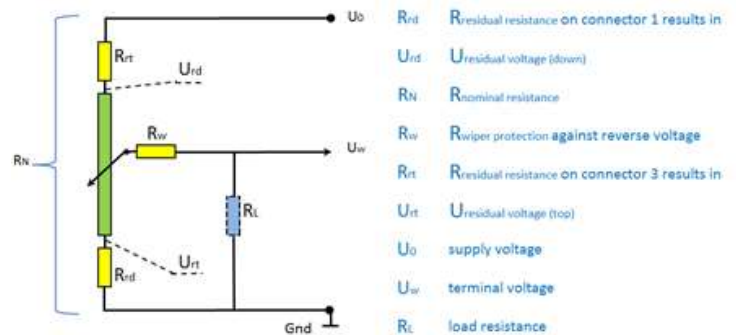 U0
Rrt
Urd
RN
Rw
Uw
RL
Urt
Rrd
Gnd
Rrd Rresidual resistance on connector 1 results in
Urd Uresidual voltage (down)
RN Rnominal resistance
Rw Rwiper protection against reverse voltage
Rrt Rresidual resistance on connector 3 results in
Urt Uresidual voltage (top)
U0 supply voltage
Uw terminal voltage
RL load resistance